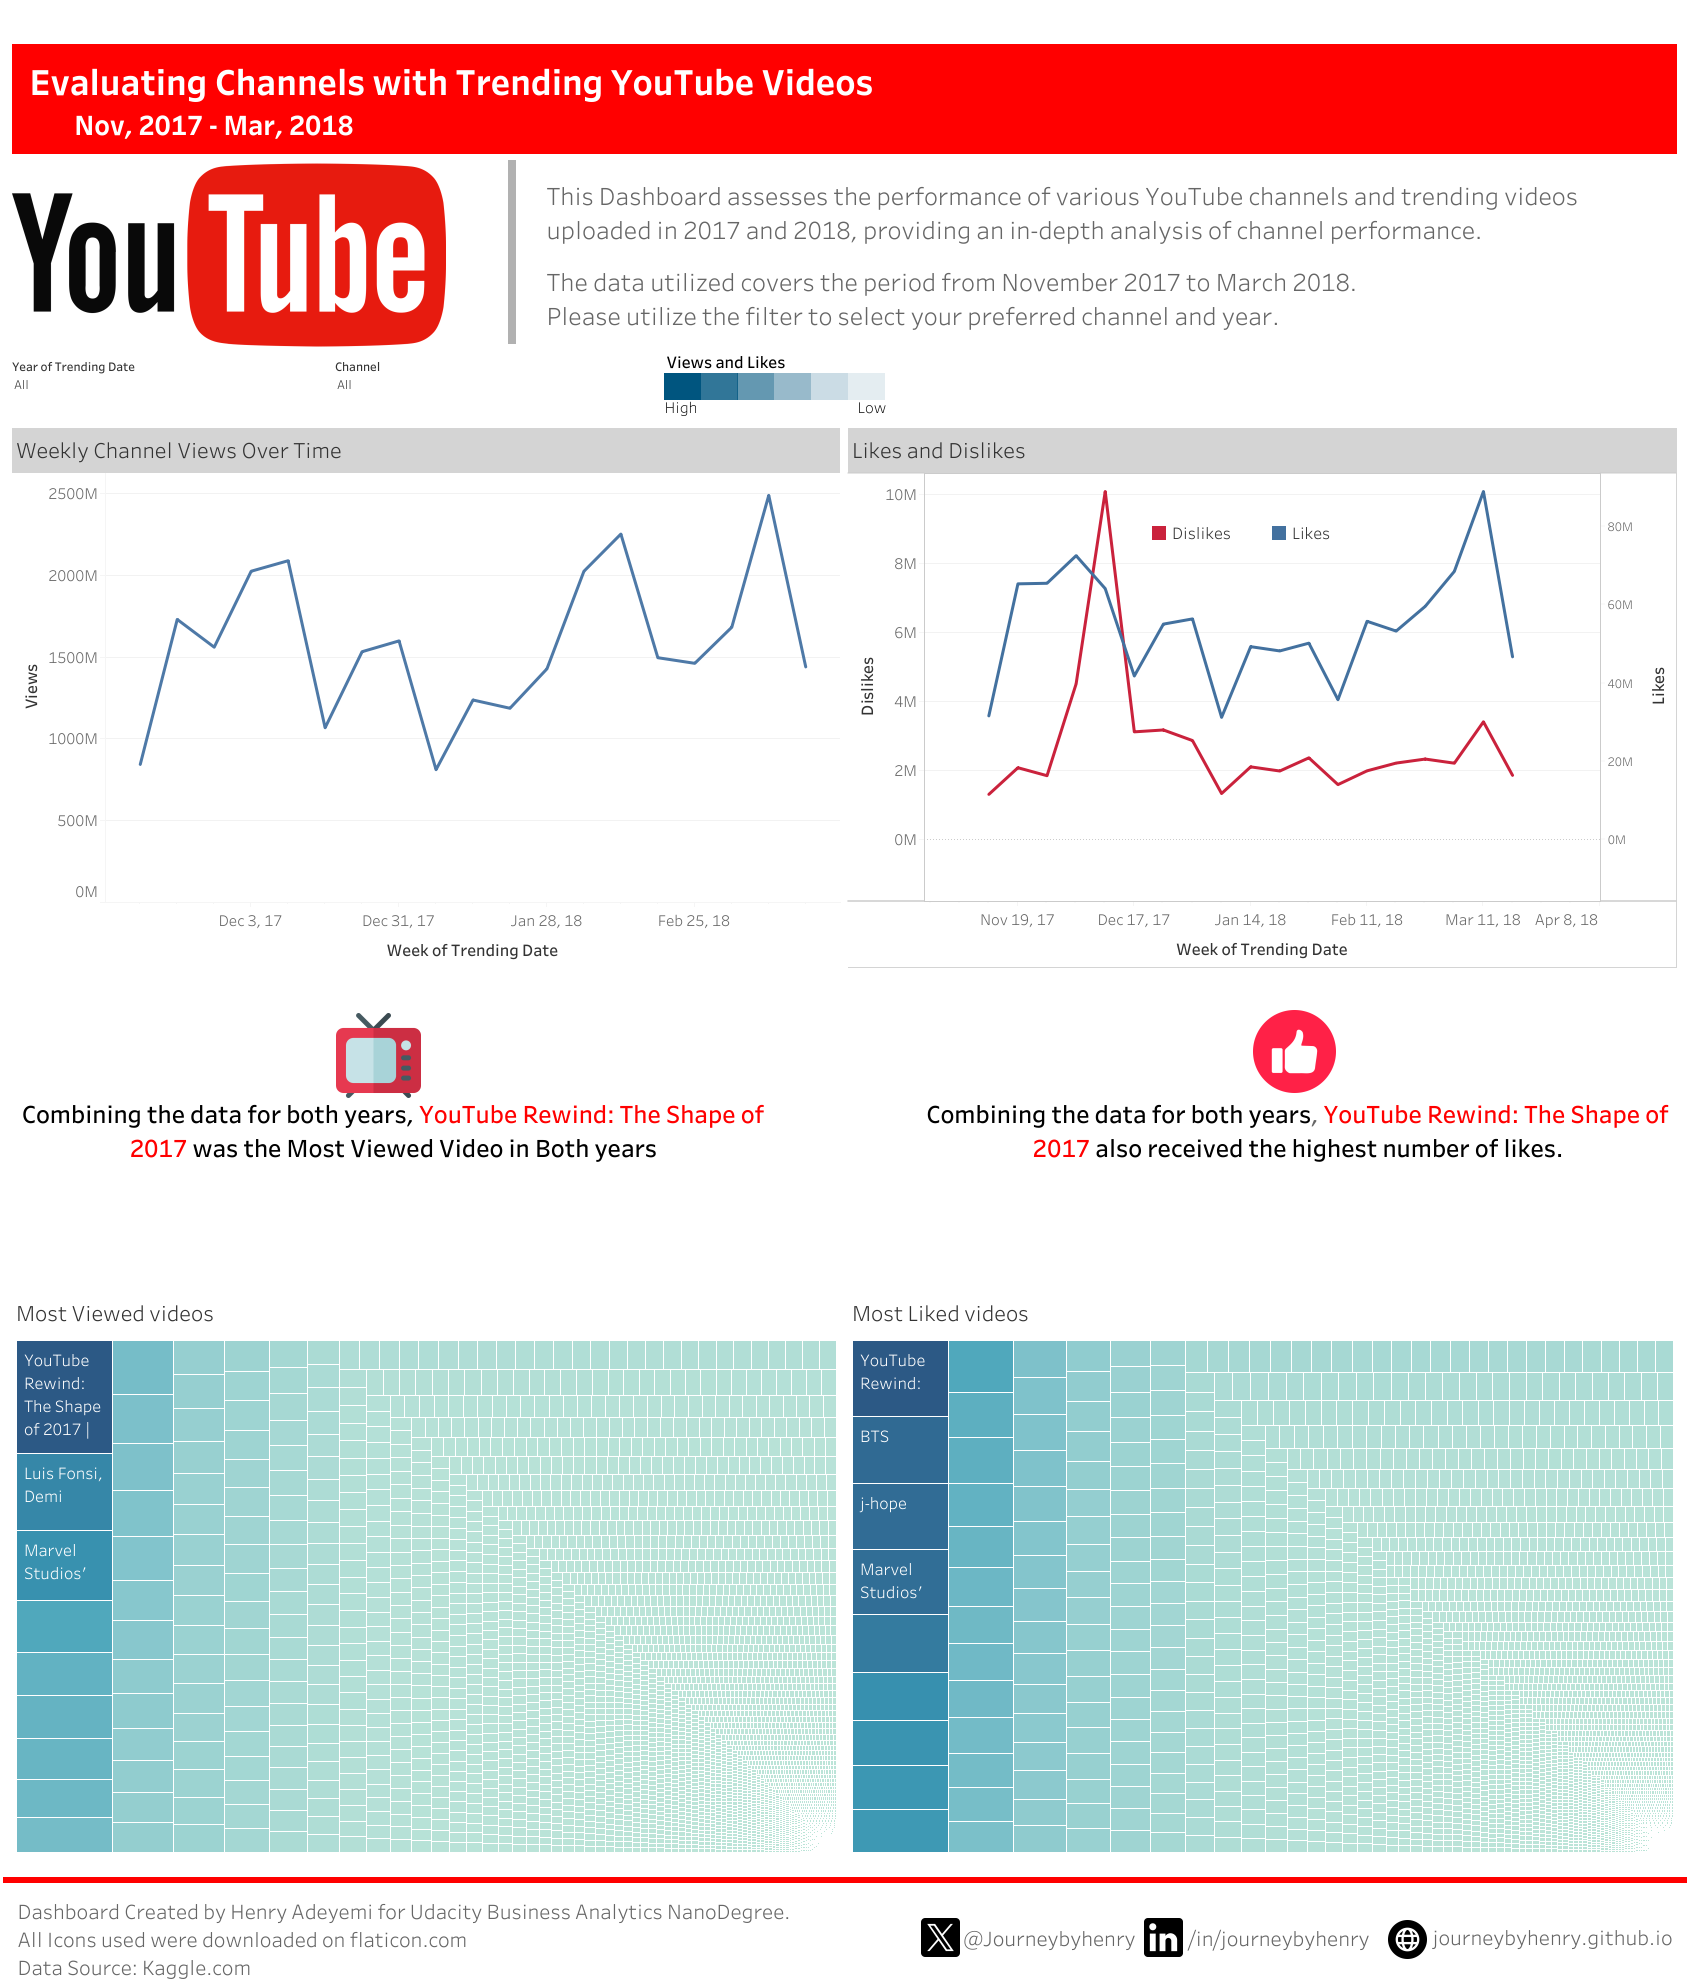 Evaluating Channels with Trending YouTube Videos
Nov, 2017 - Mar, 2018
YouTube
This Dashboard assesses the performance of various YouTube channels and trending videos
uploaded in 2017 and 2018, providing an in-depth analysis of channel performance.
The data utilized covers the period from November 2017 to March 2018.
Please utilize the filter to select your preferred channel and year.
Year of Trending Date
All
Channel
All
Views and Likes
High Low
Weekly Channel Views Over Time
2500M
2000M
1500M
1000M
500M
0M
Views
Dec 3, 17 Dec 31, 17 Jan 28, 18 Feb 25, 18
Week of Trending Date
Likes and Dislikes
10M
8M
6M
4M
2M
0M
Dislikes
Dislikes Likes
80M
60M
40M
20M
0M
Likes
Nov 19, 17 Dec 17, 17 Jan 14, 18 Feb 11, 18 Mar 11, 18 Apr 8, 18
Week of Trending Date
Combining the data for both years, YouTube Rewind: The Shape of
2017 was the Most Viewed Video in Both years
Combining the data for both years, YouTube Rewind: The Shape of
2017 also received the highest number of likes.
Most Viewed videos
YouTube
Rewind:
The Shape
of 2017 |
Luis Fonsi,
Demi
Marvel
Studios'
Most Liked videos
YouTube
Rewind:
BTS
j-hope
Marvel
Studios'
Dashboard Created by Henry Adeyemi for Udacity Business Analytics NanoDegree.
All Icons used were downloaded on flaticon.com
Data Source: Kaggle.com
X @Journeybyhenry in /in/journeybyhenry journeybyhenry.github.io